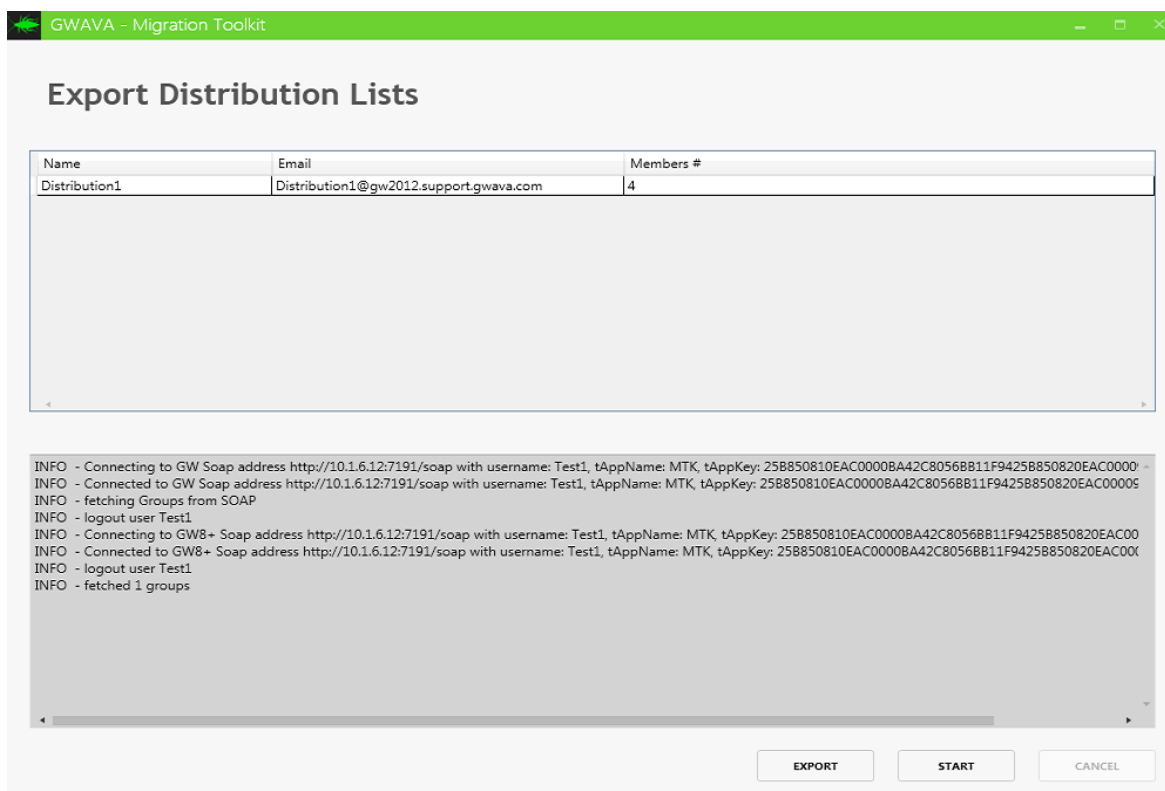 GWAVA - Migration Toolkit
Export Distribution Lists
Name Email Members #
Distribution1 Distribution1@gw2012.support.gwava.com 4
INFO - Connecting to GW Soap address http://10.1.6.12:7191/soap with username: Test1, tAppName: MTK, tAppKey: 25B850810EAC0000BA42C8056BB11F9425B850820EAC0000
INFO - Connected to GW Soap address http://10.1.6.12:7191/soap with username: Test1, tAppName: MTK, tAppKey: 25B850810EAC0000BA42C8056BB11F9425B850820EAC00009
INFO - fetching Groups from SOAP
INFO - logout user Test1
INFO - Connecting to GW8+ Soap address http://10.1.6.12:7191/soap with username: Test1, tAppName: MTK, tAppKey: 25B850810EAC0000BA42C8056BB11F9425B850820EAC00
INFO - Connected to GW8+ Soap address http://10.1.6.12:7191/soap with username: Test1, tAppName: MTK, tAppKey: 25B850810EAC0000BA42C8056BB11F9425B850820EAC00
INFO - logout user Test1
INFO - fetched 1 groups
EXPORT START CANCEL